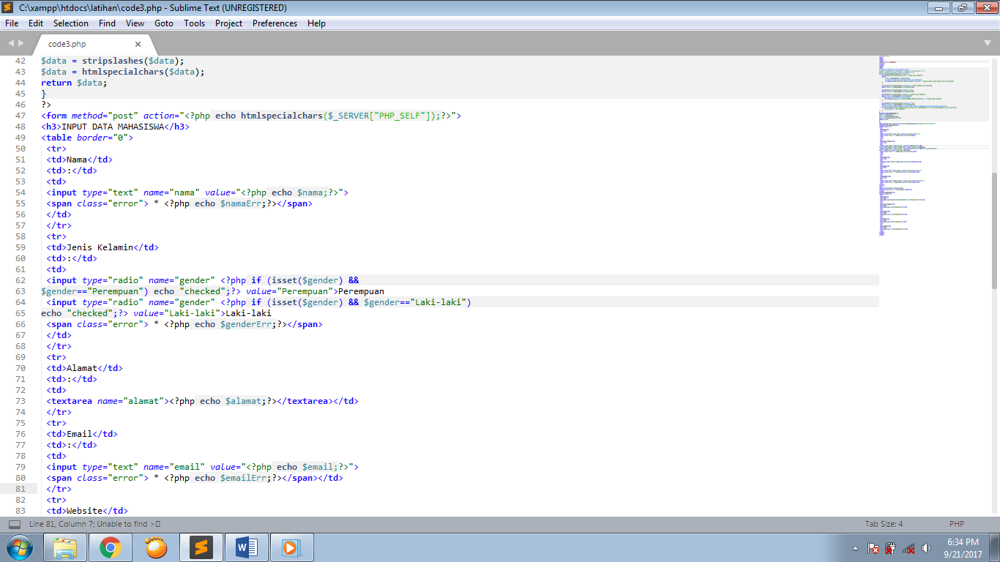 C:\xampp\htdocs\latihan\code3.php - Sublime Text (UNREGISTERED)
File Edit Selection Find View Goto Tools Project Preferences Help
code3.php
42 $data = stripslashes($data);
43 $data = htmlspecialchars($data);
44 return $data;
45 }
46 ?>
47 <form method="post" action="<?php echo htmlspecialchars($_SERVER["PHP_SELF"]);?>">
48 <h3>INPUT DATA MAHASISWA</h3>
49 <table border="0">
50 <tr>
51 <td>Nama</td>
52 <td>:</td>
53 <td>
54 <input type="text" name="nama" value="<?php echo $nama;?>">
55 <span class="error"> * <?php echo $namaErr;?></span>
56 </td>
57 </tr>
58 <tr>
59 <td>Jenis Kelamin</td>
60 <td>:</td>
61 <td>
62 <input type="radio" name="gender" <?php if (isset($gender) &&
63 $gender=="Perempuan") echo "checked";?> value="Perempuan">Perempuan
64 <input type="radio" name="gender" <?php if (isset($gender) && $gender=="Laki-laki")
65 echo "checked";?> value="Laki-laki">Laki-laki
66 <span class="error"> * <?php echo $genderErr;?></span>
67 </td>
68 </tr>
69 <tr>
70 <td>Alamat</td>
71 <td>:</td>
72 <td>
73 <textarea name="alamat"><?php echo $alamat;?></textarea></td>
74 </tr>
75 <tr>
76 <td>Email</td>
77 <td>:</td>
78 <td>
79 <input type="text" name="email" value="<?php echo $email;?>">
80 <span class="error"> * <?php echo $emailErr;?></span></td>
81 </tr>
82 <tr>
83 <td>Website</td>
Line 81, Column 7; Unable to find >
Tab Size: 4
PHP
6:34 PM
9/21/2017